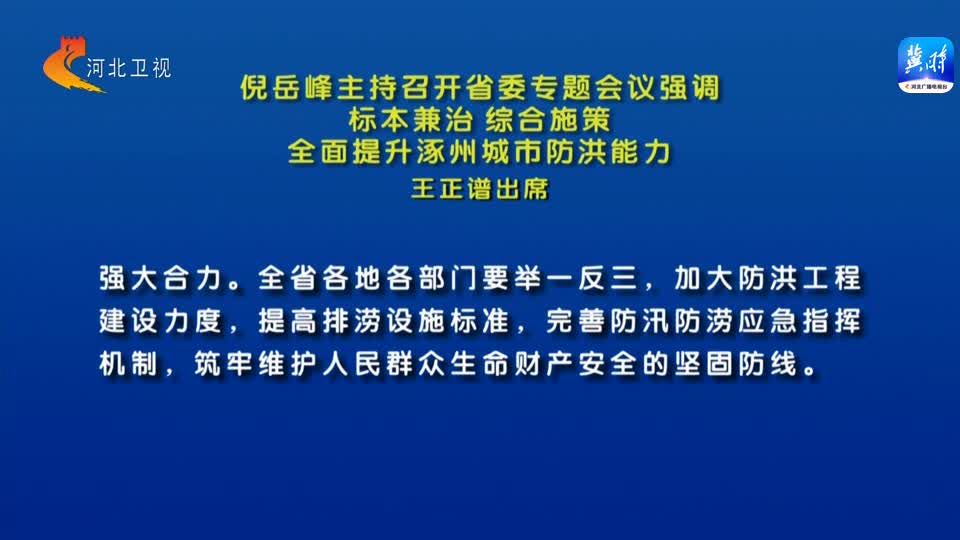 河北卫视
冀时
河北广播电视台
倪岳峰主持召开省委专题会议强调
标本兼治 综合施策
全面提升涿州城市防洪能力
王正谱出席
强大合力。全省各地各部门要举一反三，加大防洪工程
建设力度，提高排涝设施标准，完善防汛防涝应急指挥
机制，筑牢维护人民群众生命财产安全的坚固防线。